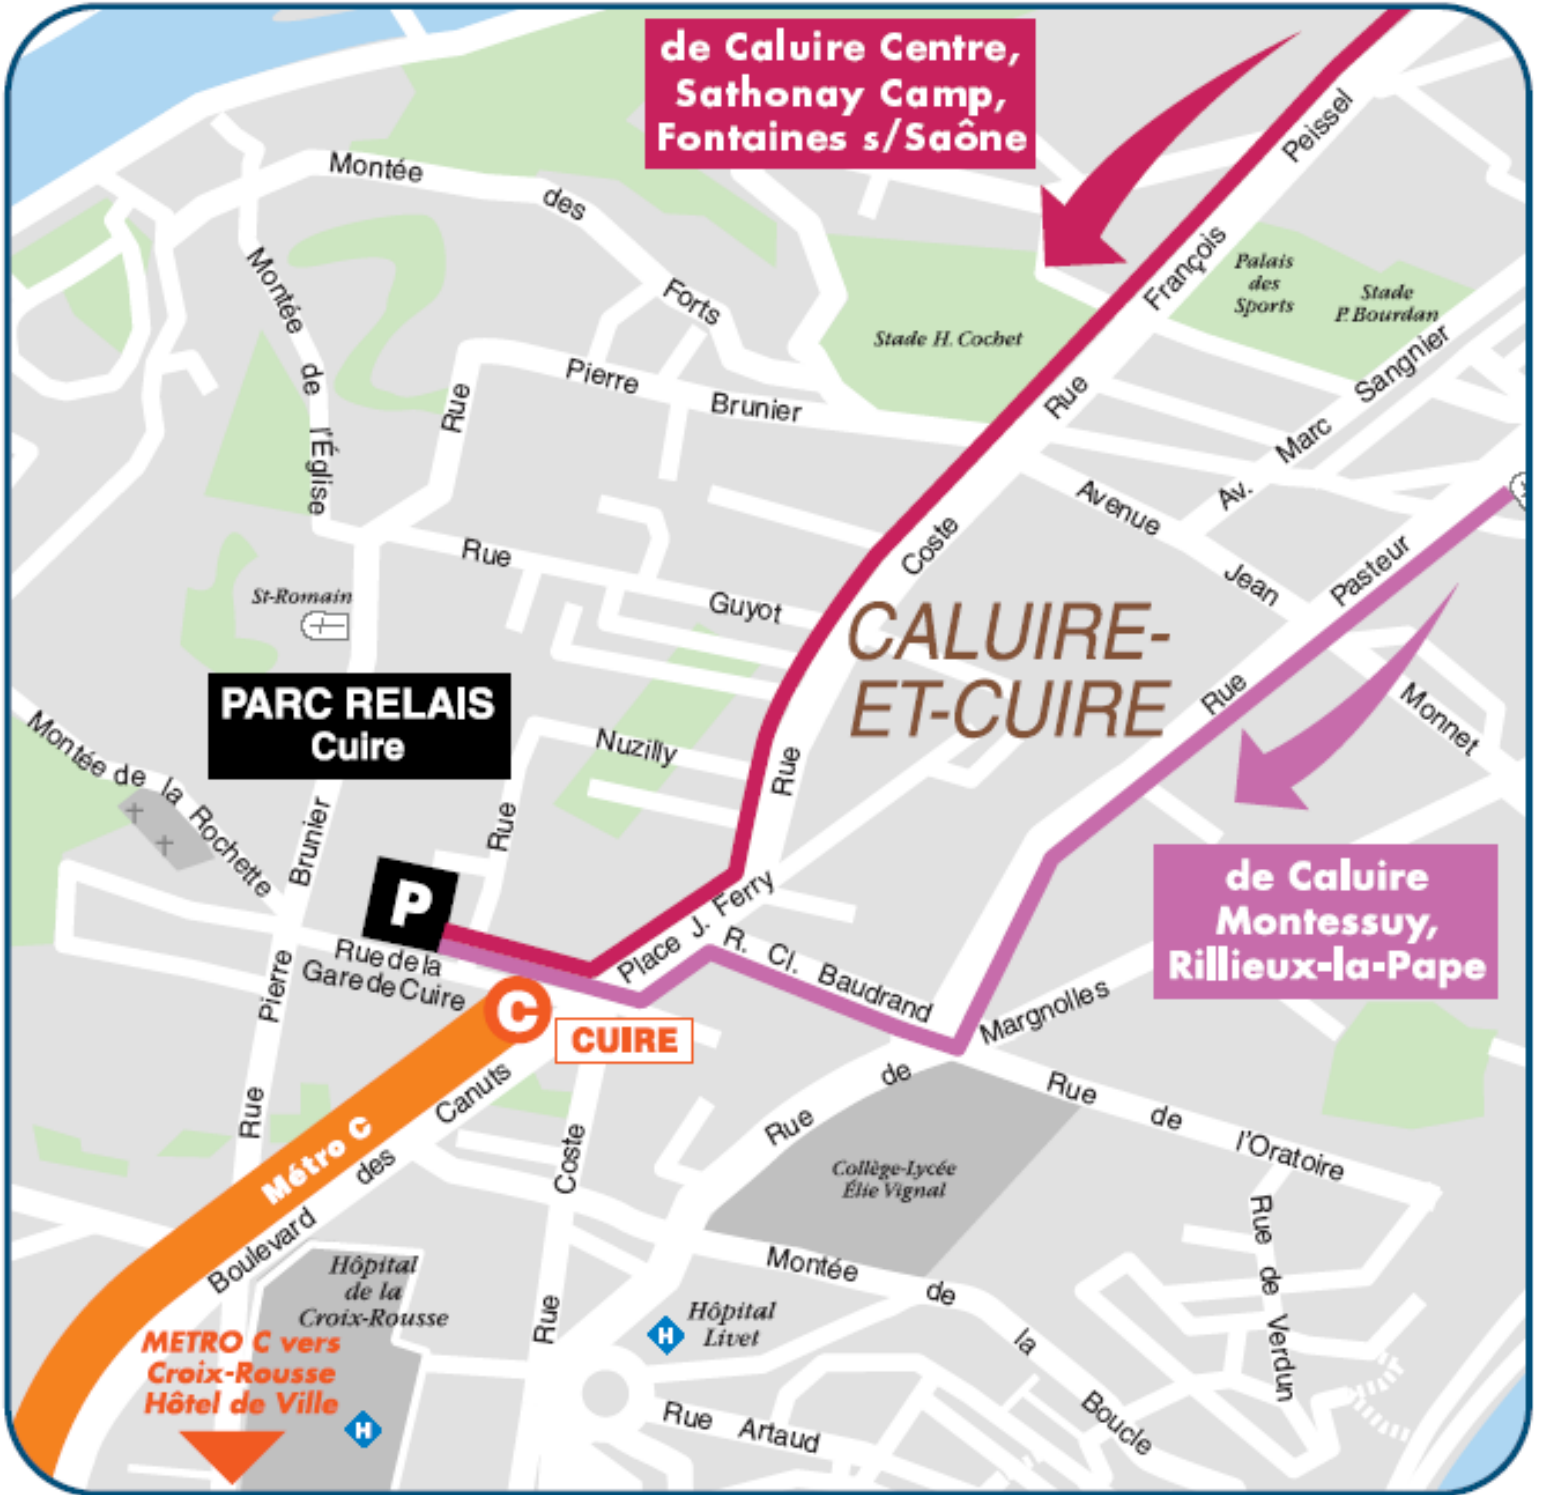 de Caluire Centre,
Sathonay Camp,
Fontaines s/Saône
Montée des Forts
Montée de l'Église
Rue Pierre Brunier
Rue François Peissel
Palais
des
Sports
Stade
P. Bourdan
Stade H. Cochet
Av. Marc Sangnier
Avenue Jean Monnet
Rue Pasteur
Rue Coste
Rue Guyot
St-Romain
CALUIRE-
ET-CUIRE
PARC RELAIS
Cuire
Montée de la Rochette
Rue Nuzilly
Rue Pierre Brunier
P
de Caluire
Montessuy,
Rillieux-la-Pape
Place J. Ferry
R. Cl. Baudrand
Rue de la
Gare de Cuire
C
CUIRE
Rue de Margnolles
Rue de l'Oratoire
Métro C
Boulevard des Canuts
Rue Coste
Collège-Lycée
Élie Vignal
Rue de Verdun
Hôpital
de la
Croix-Rousse
Montée de la Boucle
H
Hôpital
Livet
METRO C vers
Croix-Rousse
Hôtel de Ville
H
Rue Artaud